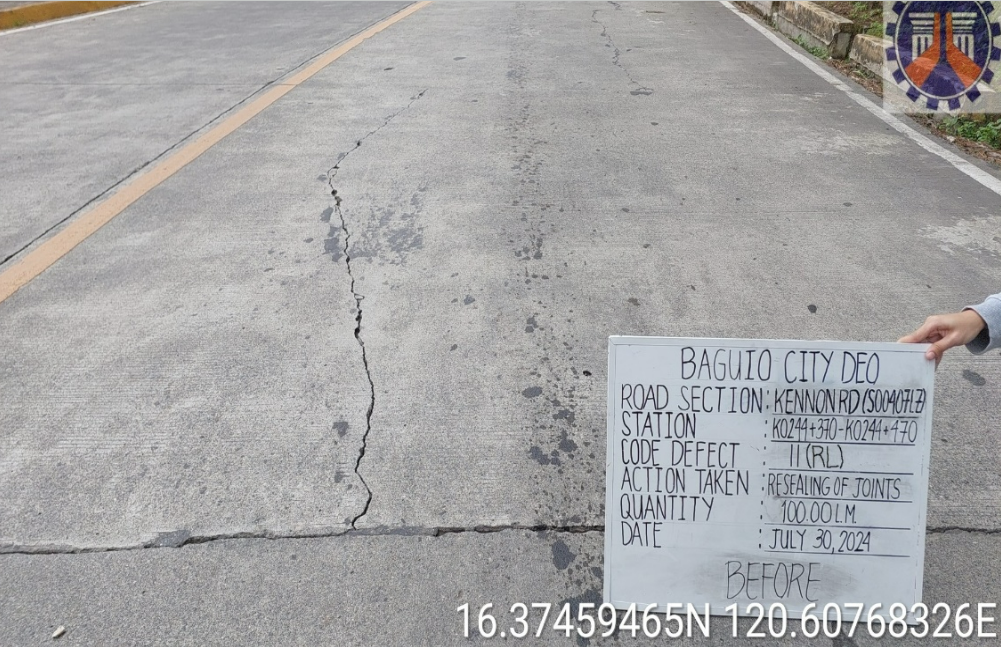 BAGUIO CITY DEO
ROAD SECTION : KENNON RD (S00407LZ)
STATION : K0244+370-K0244+470
CODE DEFECT : 11 (RL)
ACTION TAKEN : RESEALING OF JOINTS
QUANTITY : 100.00 L.M.
DATE : JULY 30, 2024
BEFORE
16.37459465N 120.60768326E